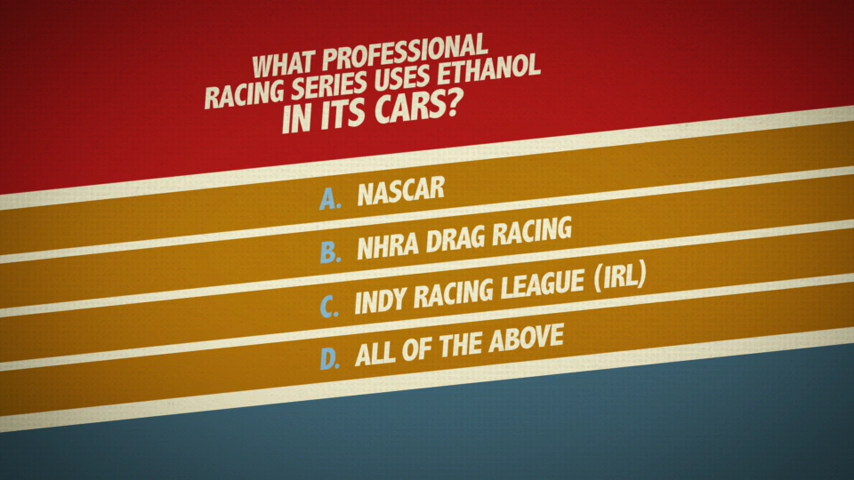 WHAT PROFESSIONAL
RACING SERIES USES ETHANOL
IN ITS CARS?
A. NASCAR
B. NHRA DRAG RACING
C. INDY RACING LEAGUE (IRL)
D. ALL OF THE ABOVE